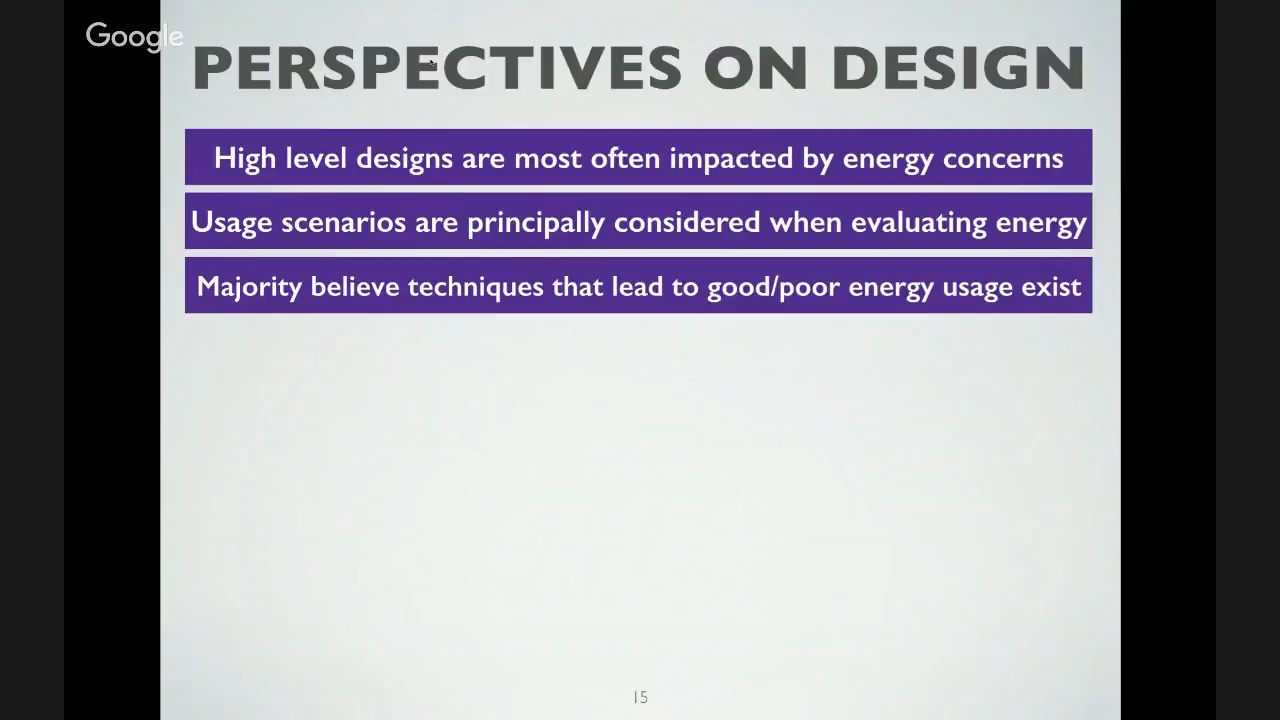 Google
PERSPECTIVES ON DESIGN
High level designs are most often impacted by energy concerns
Usage scenarios are principally considered when evaluating energy
Majority believe techniques that lead to good/poor energy usage exist
15